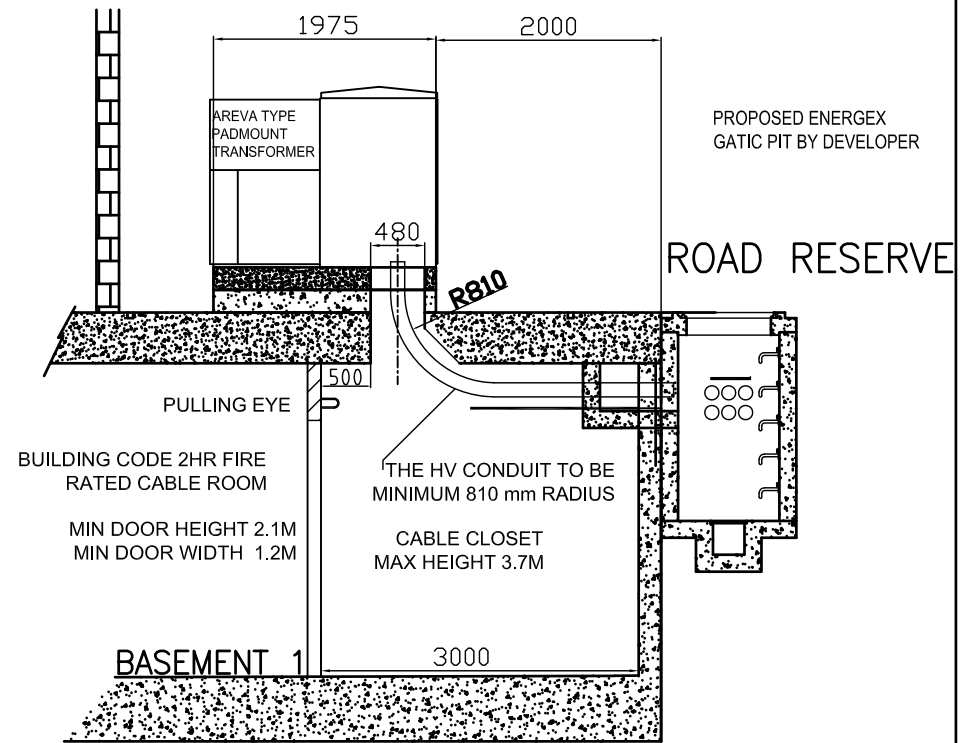 1975
2000
AREVA TYPE
PADMOUNT
TRANSFORMER
PROPOSED ENERGEX
GATIC PIT BY DEVELOPER
480
ROAD RESERVE
R810
500
PULLING EYE
BUILDING CODE 2HR FIRE
RATED CABLE ROOM
THE HV CONDUIT TO BE
MINIMUM 810 mm RADIUS
MIN DOOR HEIGHT 2.1M
MIN DOOR WIDTH 1.2M
CABLE CLOSET
MAX HEIGHT 3.7M
BASEMENT 1
3000